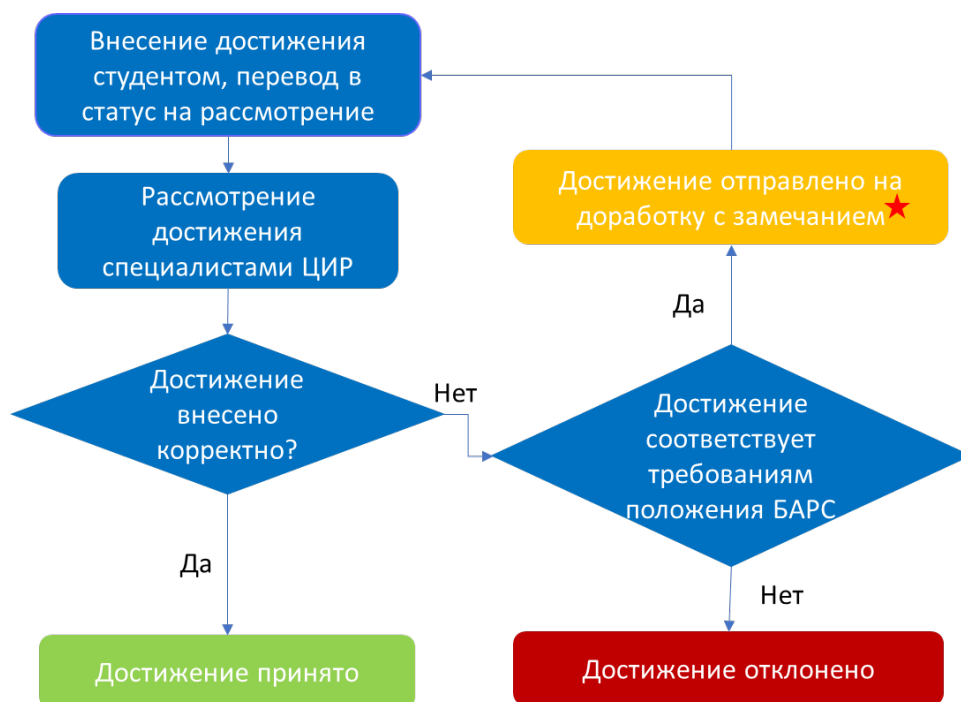 Внесение достижения
студентом, перевод в
статус на рассмотрение
Рассмотрение
достижения
специалистами ЦИР
Достижение
внесено
корректно?
Да
Достижение принято
Нет
Достижение
соответствует
требованиям
положения БАРС
Да
Достижение отправлено на
доработку с замечанием
Нет
Достижение отклонено